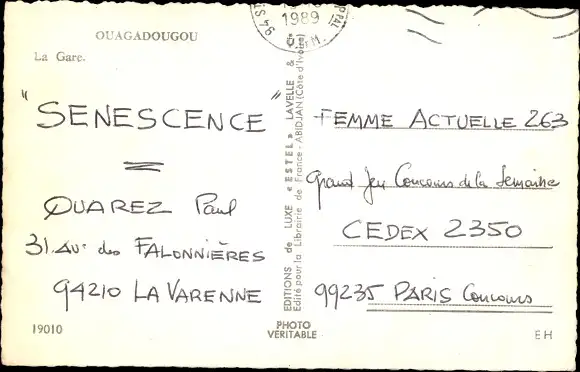 OUAGADOUGOU
La Gare.
"SENESCENCE"
QUAREZ Paul
31. Av. des FALONNIÈRES
94210 LA VARENNE
19010
1989
EDITIONS de LUXE « ESTEL » LAVELLE &
Edité pour la Librairie de France - ABIDJAN (Côte d'Ivoire)
PHOTO
VERITABLE
FEMME ACTUELLE 263
Grand Jeu Concours de la Semaine
CEDEX 2350
99235 PARIS Concours
EH